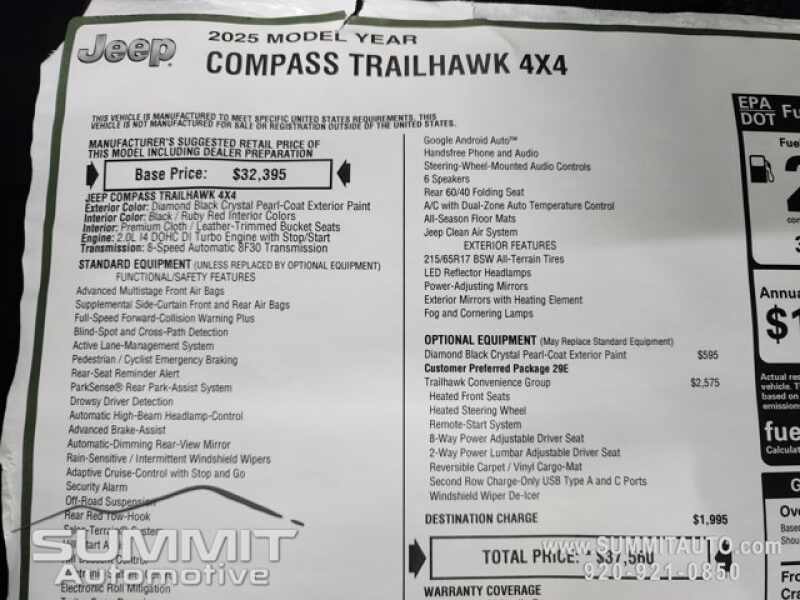 Jeep
2025 MODEL YEAR
COMPASS TRAILHAWK 4X4
THIS VEHICLE IS MANUFACTURED TO MEET SPECIFIC UNITED STATES REQUIREMENTS. THIS
VEHICLE IS NOT MANUFACTURED FOR SALE OR REGISTRATION OUTSIDE OF THE UNITED STATES.
MANUFACTURER'S SUGGESTED RETAIL PRICE OF
THIS MODEL INCLUDING DEALER PREPARATION
Base Price: $32,395
JEEP COMPASS TRAILHAWK 4X4
Exterior Color: Diamond Black Crystal Pearl-Coat Exterior Paint
Interior Color: Black / Ruby Red Interior Colors
Interior: Premium Cloth / Leather-Trimmed Bucket Seats
Engine: 2.0L I4 DOHC DI Turbo Engine with Stop/Start
Transmission: 8-Speed Automatic 8F30 Transmission
STANDARD EQUIPMENT (UNLESS REPLACED BY OPTIONAL EQUIPMENT)
FUNCTIONAL/SAFETY FEATURES
Advanced Multistage Front Air Bags
Supplemental Side-Curtain Front and Rear Air Bags
Full-Speed Forward-Collision Warning Plus
Blind-Spot and Cross-Path Detection
Active Lane-Management System
Pedestrian / Cyclist Emergency Braking
Rear-Seat Reminder Alert
ParkSense® Rear Park-Assist System
Drowsy Driver Detection
Automatic High-Beam Headlamp-Control
Advanced Brake-Assist
Automatic-Dimming Rear-View Mirror
Rain-Sensitive / Intermittent Windshield Wipers
Adaptive Cruise-Control with Stop and Go
Security Alarm
Off-Road Suspension
Rear Red Tow-Hook
Electronic Roll Mitigation
Google Android Auto™
Handsfree Phone and Audio
Steering-Wheel-Mounted Audio Controls
6 Speakers
Rear 60/40 Folding Seat
A/C with Dual-Zone Auto Temperature Control
All-Season Floor Mats
Jeep Clean Air System
EXTERIOR FEATURES
215/65R17 BSW All-Terrain Tires
LED Reflector Headlamps
Power-Adjusting Mirrors
Exterior Mirrors with Heating Element
Fog and Cornering Lamps
OPTIONAL EQUIPMENT (May Replace Standard Equipment)
Diamond Black Crystal Pearl-Coat Exterior Paint $595
Customer Preferred Package 29E
Trailhawk Convenience Group $2,575
Heated Front Seats
Heated Steering Wheel
Remote-Start System
8-Way Power Adjustable Driver Seat
2-Way Power Lumbar Adjustable Driver Seat
Reversible Carpet / Vinyl Cargo-Mat
Second Row Charge-Only USB Type A and C Ports
Windshield Wiper De-Icer
DESTINATION CHARGE $1,995
TOTAL PRICE: $37,560
WARRANTY COVERAGE
EPA
DOT
SUMMIT
Automotive
WWW.SUMMITAUTO.COM
920-921-0850